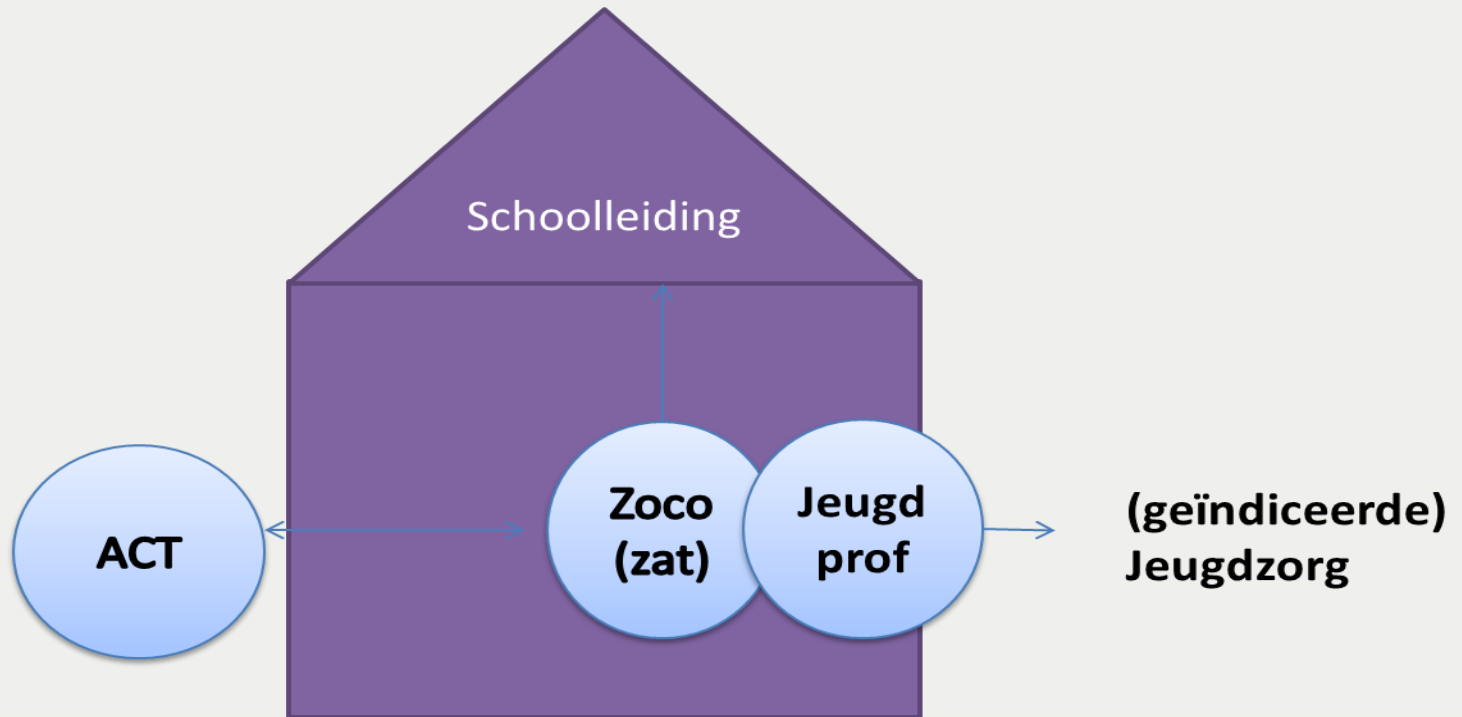 Schoolleiding
ACT
Zoco
(zat)
Jeugd
prof
(geïndiceerde)
Jeugdzorg